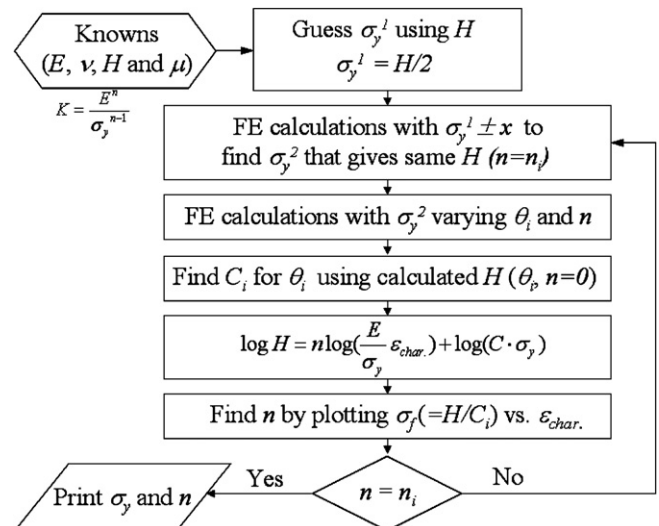 Knowns
(E, ν, H and μ)
K = E^n / σ_y^{n-1}
Guess σ_y^1 using H
σ_y^1 = H/2
FE calculations with σ_y^1 ± x to
find σ_y^2 that gives same H (n=n_i)
FE calculations with σ_y^2 varying θ_i and n
Find C_i for θ_i using calculated H (θ_i, n=0)
log H = n log(E/σ_y ε_char.) + log(C · σ_y)
Find n by plotting σ_f(=H/C_i) vs. ε_char.
n = n_i
Yes
No
Print σ_y and n